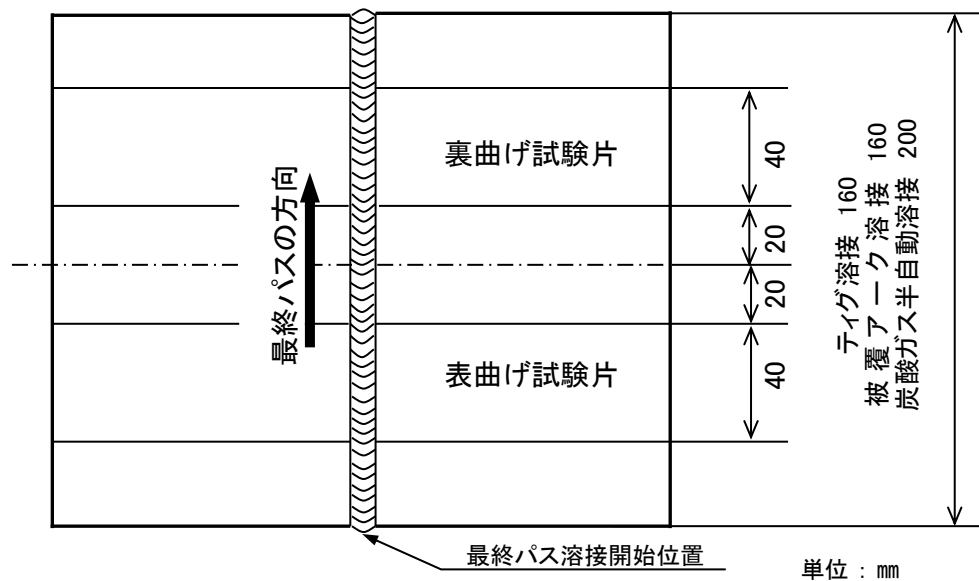 裏曲げ試験片
40
最終パスの方向
20
20
表曲げ試験片
40
ティグ溶接 160
被覆アーク溶接 160
炭酸ガス半自動溶接 200
最終パス溶接開始位置
単位：㎜